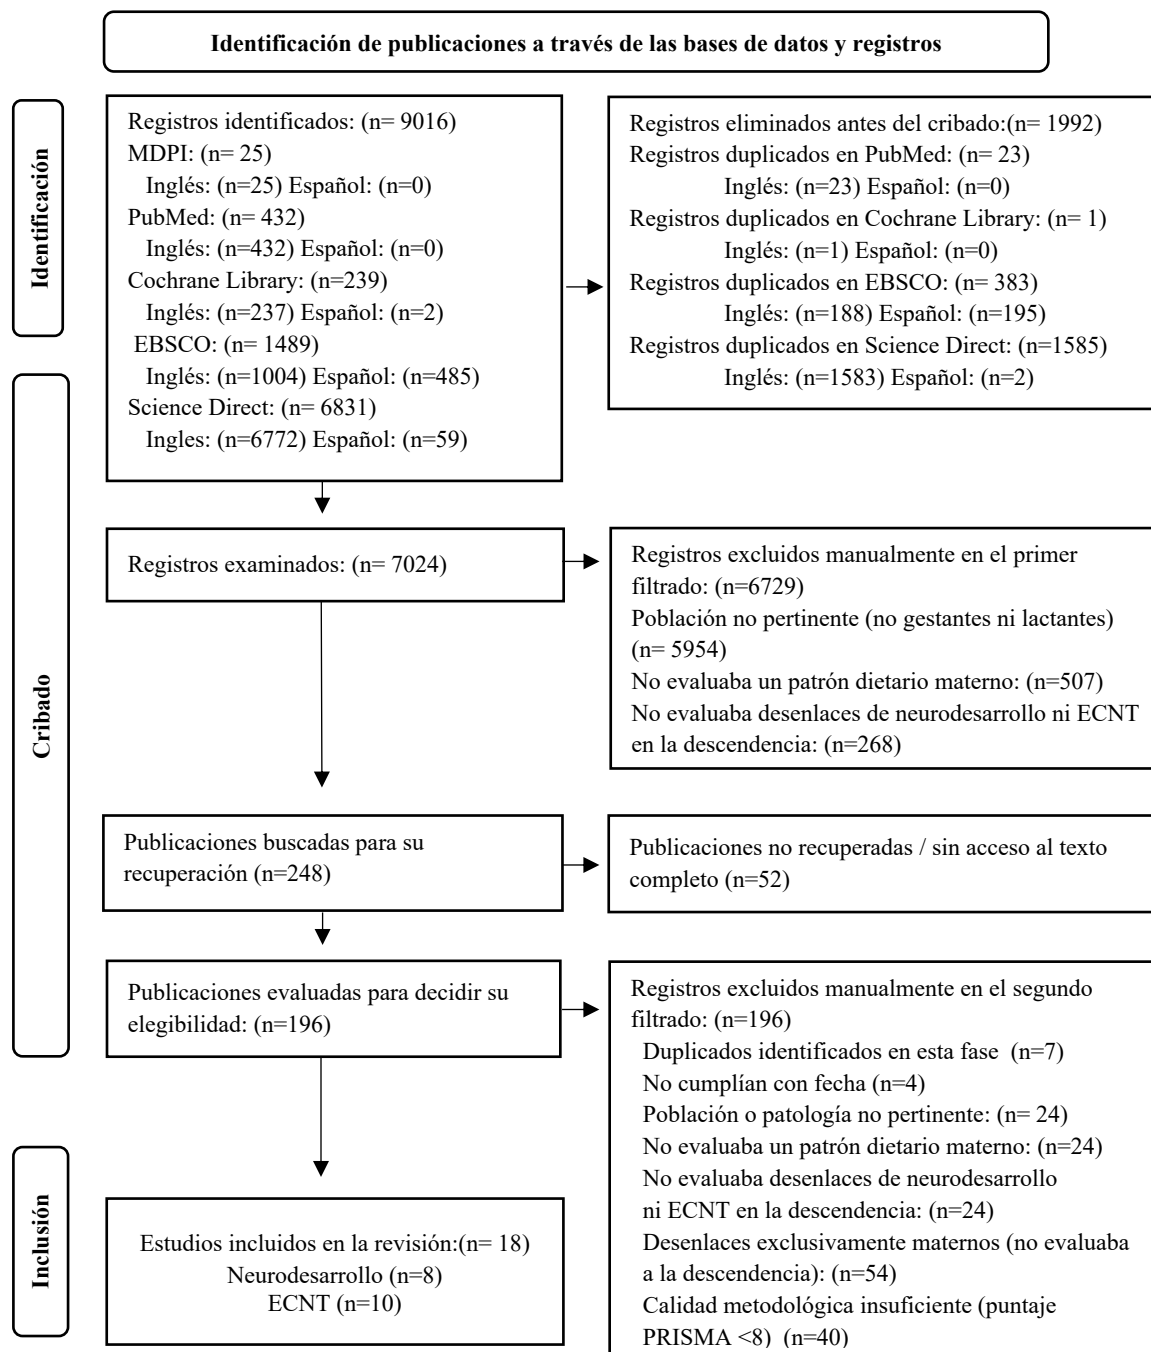 Identificación de publicaciones a través de las bases de datos y registros
Identificación
Registros identificados: (n= 9016)
MDPI: (n= 25)
Inglés: (n=25) Español: (n=0)
PubMed: (n= 432)
Inglés: (n=432) Español: (n=0)
Cochrane Library: (n=239)
Inglés: (n=237) Español: (n=2)
EBSCO: (n= 1489)
Inglés: (n=1004) Español: (n=485)
Science Direct: (n= 6831)
Ingles: (n=6772) Español: (n=59)
Registros eliminados antes del cribado:(n= 1992)
Registros duplicados en PubMed: (n= 23)
Inglés: (n=23) Español: (n=0)
Registros duplicados en Cochrane Library: (n= 1)
Inglés: (n=1) Español: (n=0)
Registros duplicados en EBSCO: (n= 383)
Inglés: (n=188) Español: (n=195)
Registros duplicados en Science Direct: (n=1585)
Inglés: (n=1583) Español: (n=2)
Cribado
Registros examinados: (n= 7024)
Registros excluidos manualmente en el primer
filtrado: (n=6729)
Población no pertinente (no gestantes ni lactantes)
(n= 5954)
No evaluaba un patrón dietario materno: (n=507)
No evaluaba desenlaces de neurodesarrollo ni ECNT
en la descendencia: (n=268)
Publicaciones buscadas para su
recuperación (n=248)
Publicaciones no recuperadas / sin acceso al texto
completo (n=52)
Publicaciones evaluadas para decidir su
elegibilidad: (n=196)
Registros excluidos manualmente en el segundo
filtrado: (n=196)
Duplicados identificados en esta fase (n=7)
No cumplían con fecha (n=4)
Población o patología no pertinente: (n= 24)
No evaluaba un patrón dietario materno: (n=24)
No evaluaba desenlaces de neurodesarrollo
ni ECNT en la descendencia: (n=24)
Desenlaces exclusivamente maternos (no evaluaba
a la descendencia): (n=54)
Calidad metodológica insuficiente (puntaje
PRISMA <8) (n=40)
Inclusión
Estudios incluidos en la revisión:(n= 18)
Neurodesarrollo (n=8)
ECNT (n=10)